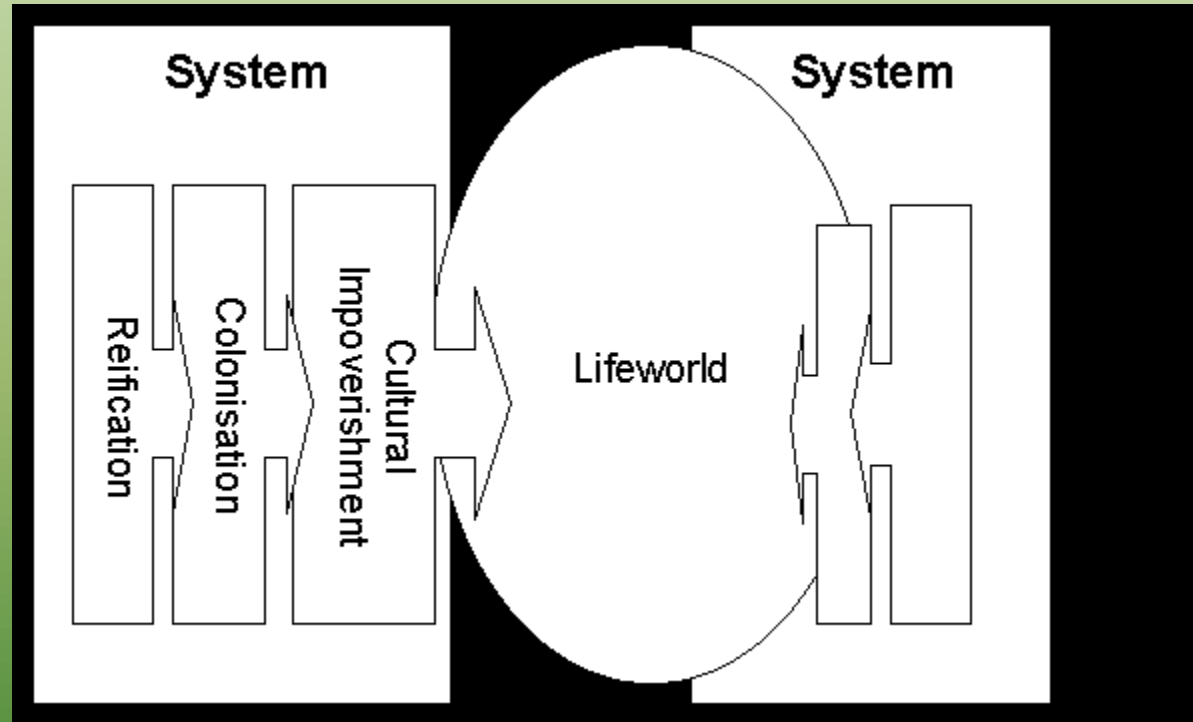 System
System
Reification
Colonisation
Cultural
Impoverishment
Lifeworld